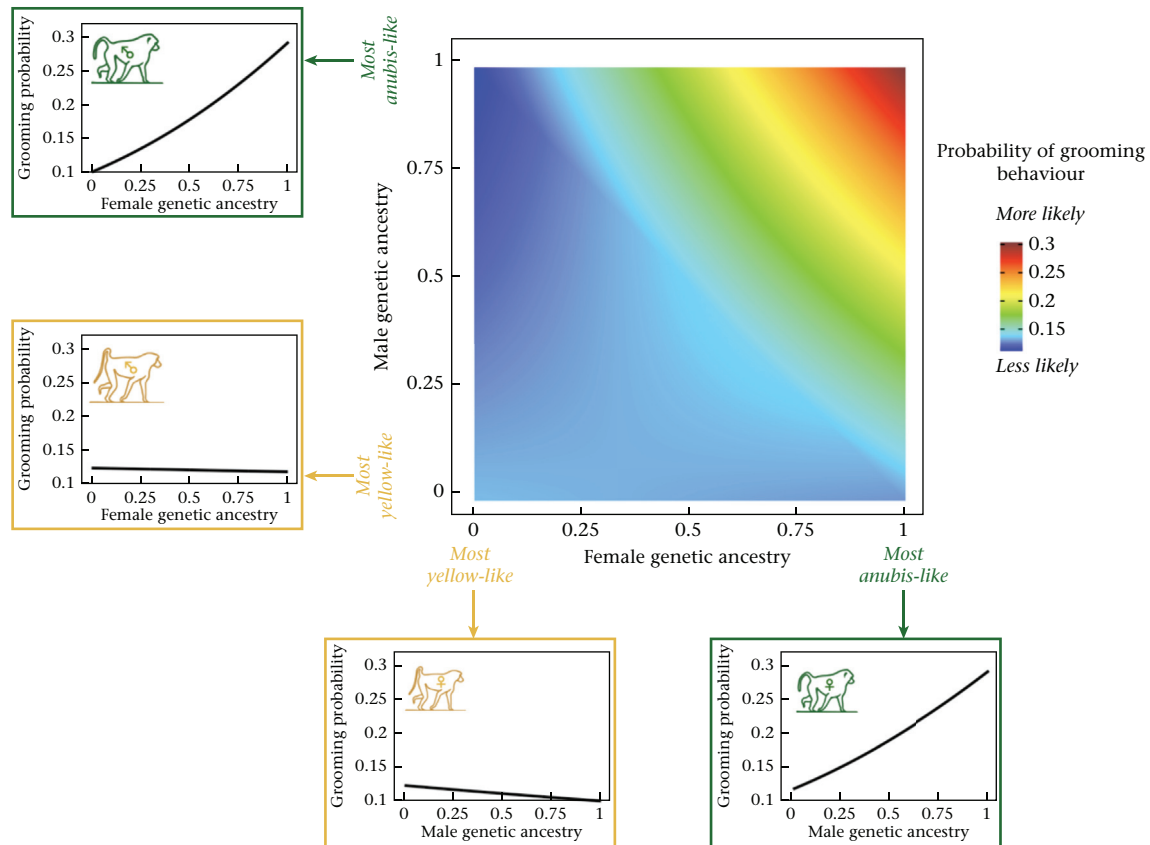 Grooming probability
0.3
0.25
0.2
0.15
0.1
0 0.25 0.5 0.75 1
Female genetic ancestry
♂
Most
anubis-like
Grooming probability
0.3
0.25
0.2
0.15
0.1
0 0.25 0.5 0.75 1
Female genetic ancestry
♂
Most
yellow-like
Male genetic ancestry
1
0.75
0.5
0.25
0
0 0.25 0.5 0.75 1
Female genetic ancestry
Probability of grooming
behaviour
More likely
0.3
0.25
0.2
0.15
Less likely
Most
yellow-like
Most
anubis-like
Grooming probability
0.3
0.25
0.2
0.15
0.1
0 0.25 0.5 0.75 1
Male genetic ancestry
♀
Grooming probability
0.3
0.25
0.2
0.15
0.1
0 0.25 0.5 0.75 1
Male genetic ancestry
♀